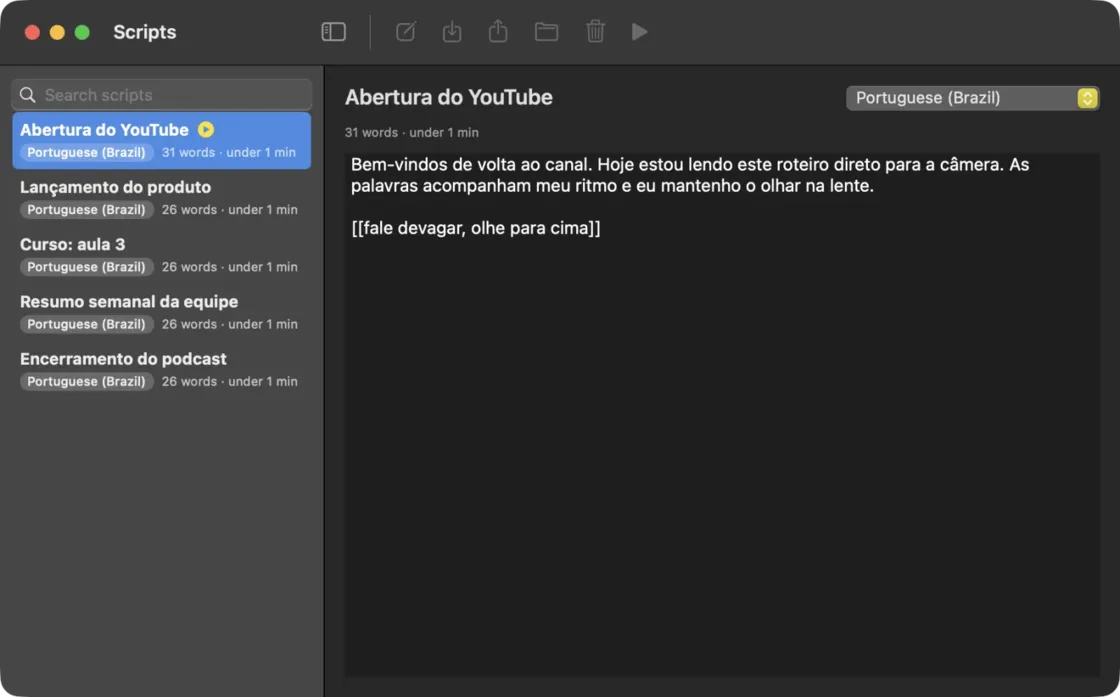 Scripts
Search scripts
Abertura do YouTube
Portuguese (Brazil) 31 words · under 1 min
Lançamento do produto
Portuguese (Brazil) 26 words · under 1 min
Curso: aula 3
Portuguese (Brazil) 26 words · under 1 min
Resumo semanal da equipe
Portuguese (Brazil) 26 words · under 1 min
Encerramento do podcast
Portuguese (Brazil) 26 words · under 1 min
Abertura do YouTube
Portuguese (Brazil)
31 words · under 1 min
Bem-vindos de volta ao canal. Hoje estou lendo este roteiro direto para a câmera. As
palavras acompanham meu ritmo e eu mantenho o olhar na lente.
[[fale devagar, olhe para cima]]